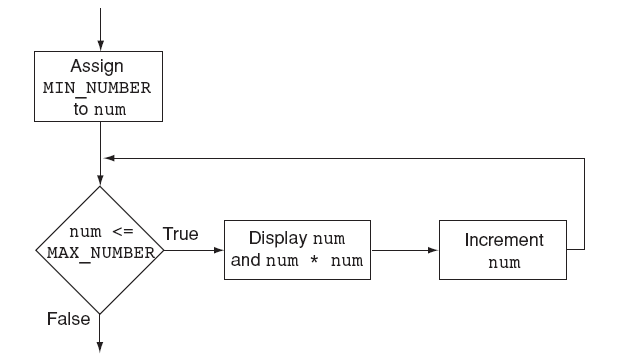 Assign
MIN_NUMBER
to num
num <=
MAX_NUMBER
True
Display num
and num * num
Increment
num
False